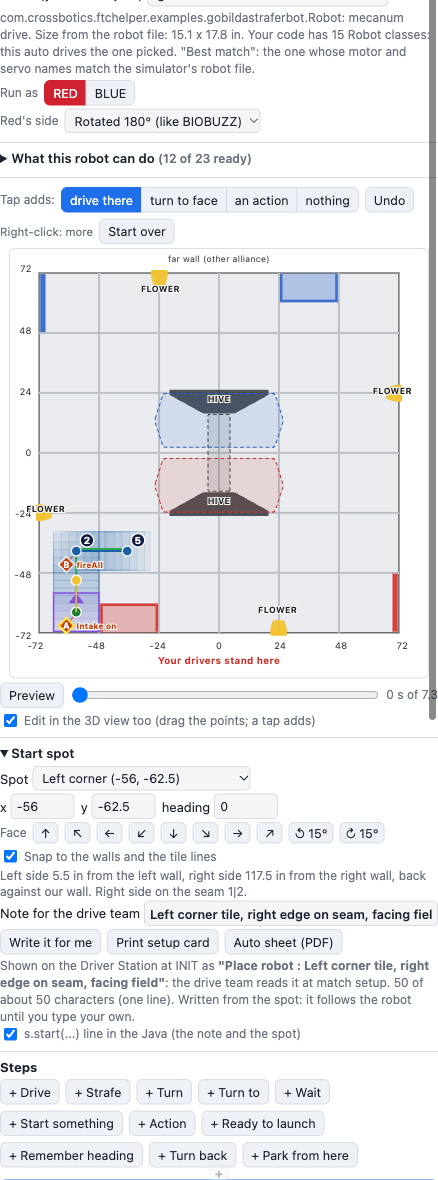 com.crossbotics.ftchelper.examples.gobildastraferbot.Robot: mecanum
drive. Size from the robot file: 15.1 x 17.8 in. Your code has 15 Robot classes:
this auto drives the one picked. "Best match": the one whose motor and
servo names match the simulator's robot file.
Run as RED BLUE
Red's side Rotated 180° (like BIOBUZZ)
What this robot can do (12 of 23 ready)
Tap adds: drive there turn to face an action nothing Undo
Right-click: more Start over
far wall (other alliance)
72
FLOWER
48
24
HIVE
FLOWER
0
FLOWER
-24
HIVE
2 5
B fireAll
-48
FLOWER
A Intake on
-72
-72 -48 -24 0 24 48 72
Your drivers stand here
Preview 0 s of 7.3
Edit in the 3D view too (drag the points; a tap adds)
Start spot
Spot Left corner (-56, -62.5)
x -56 y -62.5 heading 0
Face ↑ ↖ ← ↙ ↓ ↘ → ↗ ↺ 15° ↻ 15°
Snap to the walls and the tile lines
Left side 5.5 in from the left wall, right side 117.5 in from the right wall, back
against our wall. Right side on the seam 1|2.
Note for the drive team Left corner tile, right edge on seam, facing fiel
Write it for me Print setup card Auto sheet (PDF)
Shown on the Driver Station at INIT as "Place robot : Left corner tile, right
edge on seam, facing field": the drive team reads it at match setup. 50 of
about 50 characters (one line). Written from the spot: it follows the robot
until you type your own.
s.start(...) line in the Java (the note and the spot)
Steps
+ Drive + Strafe + Turn + Turn to + Wait
+ Start something + Action + Ready to launch
+ Remember heading + Turn back + Park from here
+